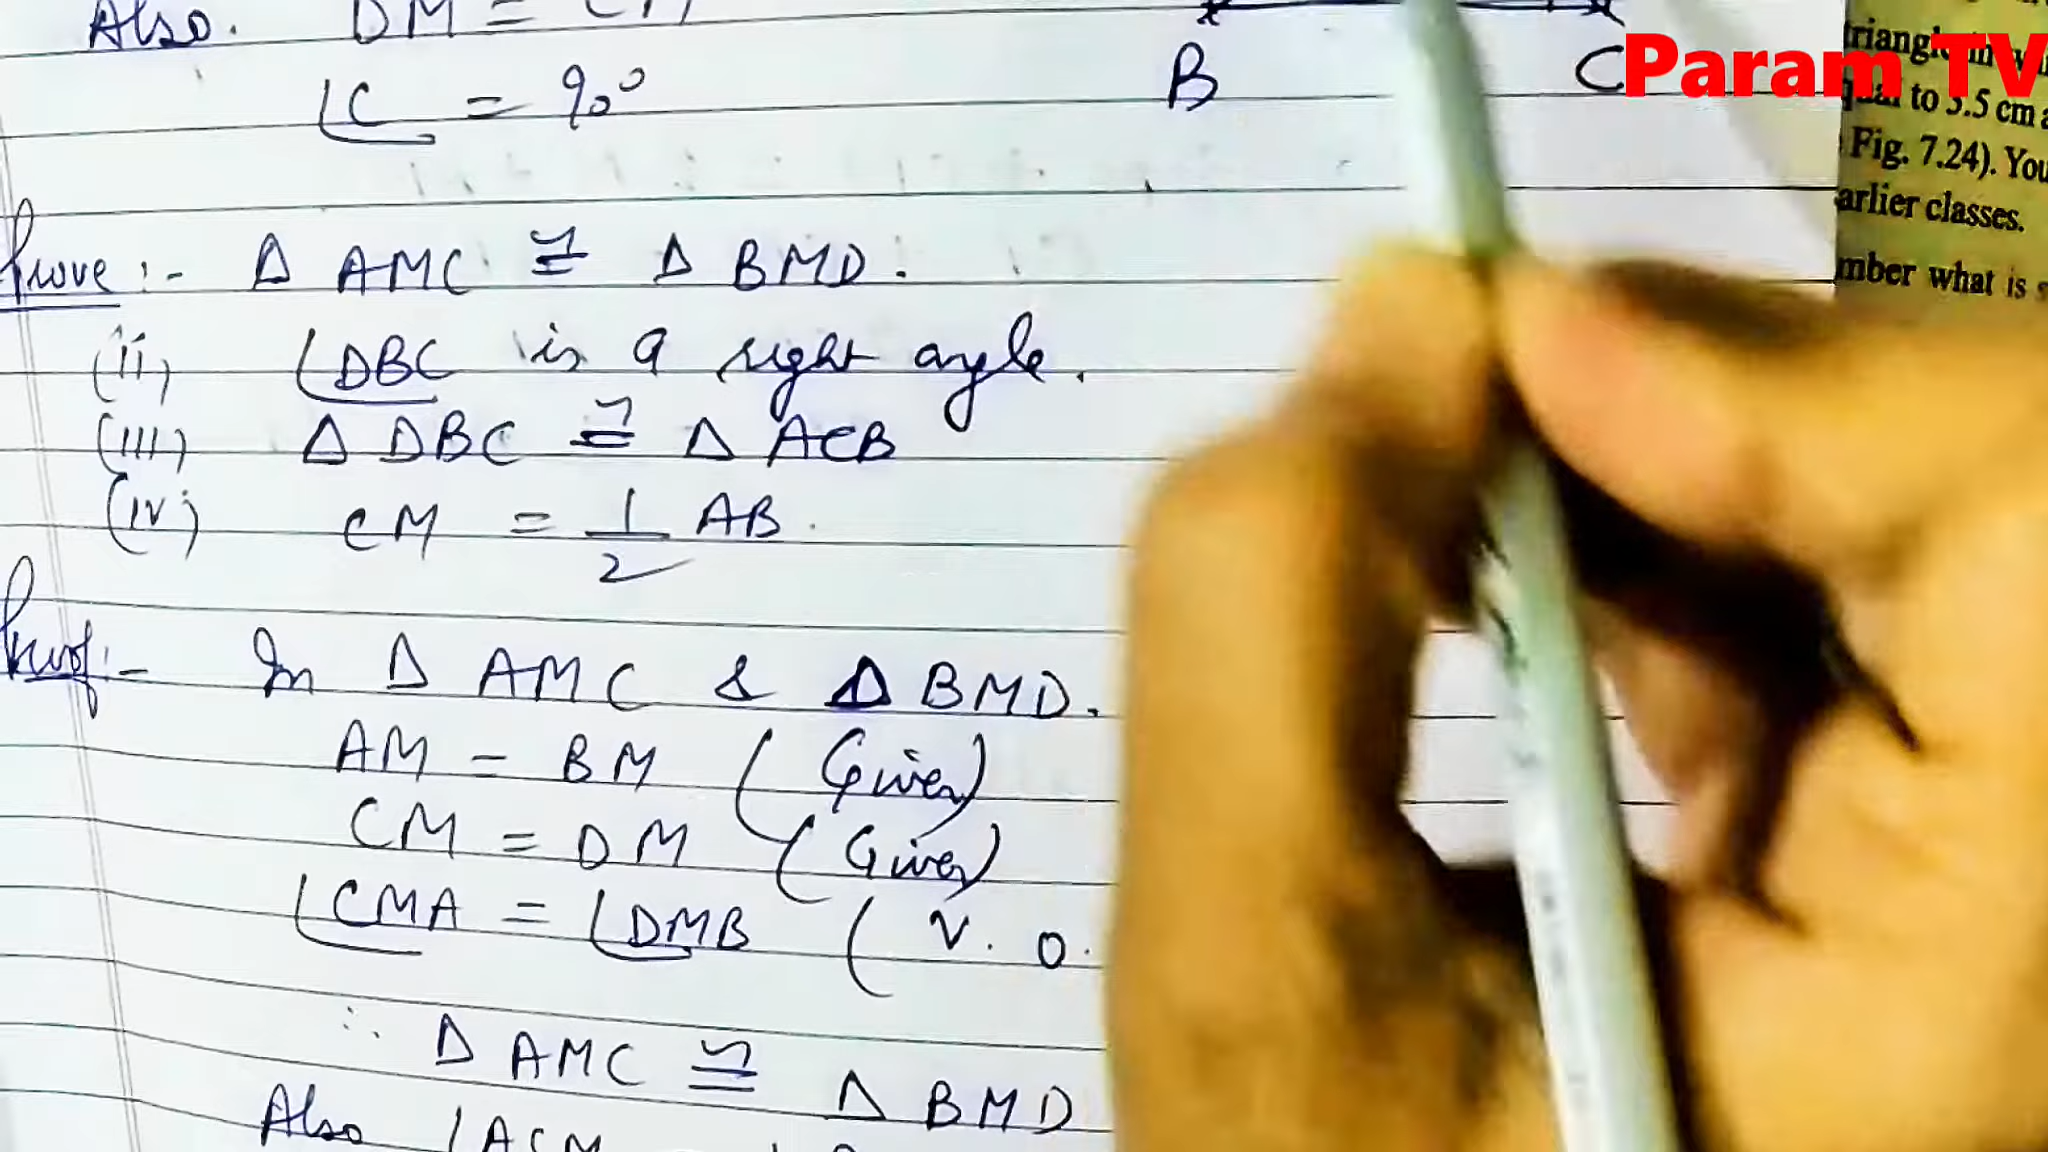 Also. DM = CM
∠C = 90°
B C
Param TV
to 5.5 cm
Fig. 7.24). You
earlier classes.
what is
Prove :- Δ AMC ≅ Δ BMD.
(ii) ∠DBC is a right angle.
(III) Δ DBC ≅ Δ ACB
(IV) CM = 1/2 AB.
Proof :- In Δ AMC & Δ BMD.
AM = BM (Given)
CM = DM (Given)
∠CMA = ∠DMB ( V. O.
∴ Δ AMC ≅ Δ BMD
Also ∠ACM